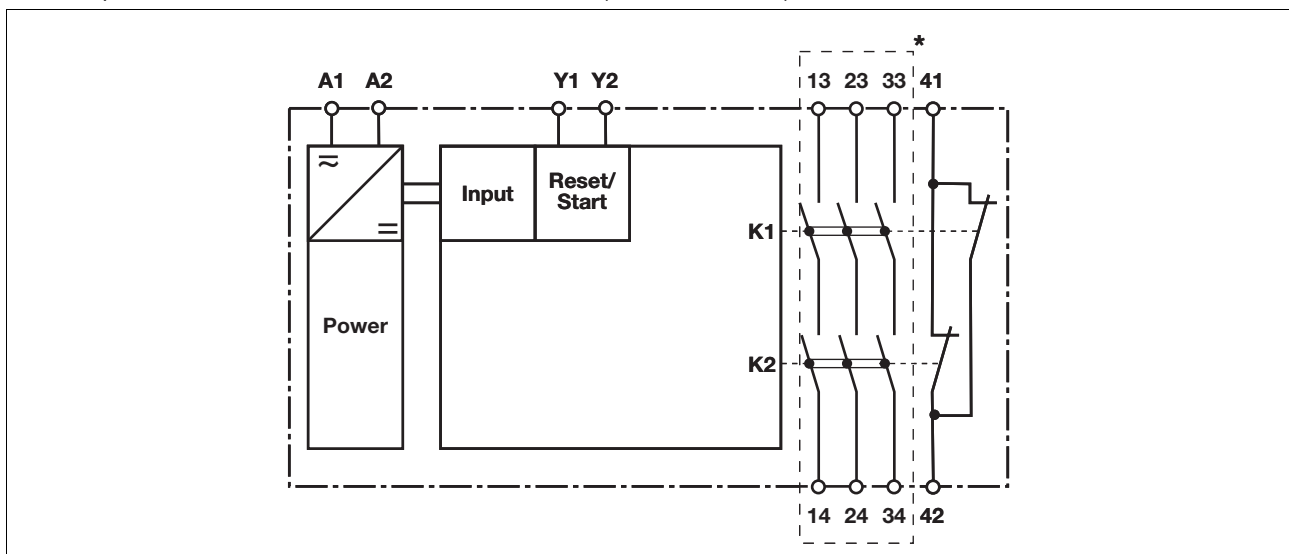 *
A1 A2 Y1 Y2 13 23 33 41
Input
Reset/
Start
K1
Power
K2
14 24 34 42